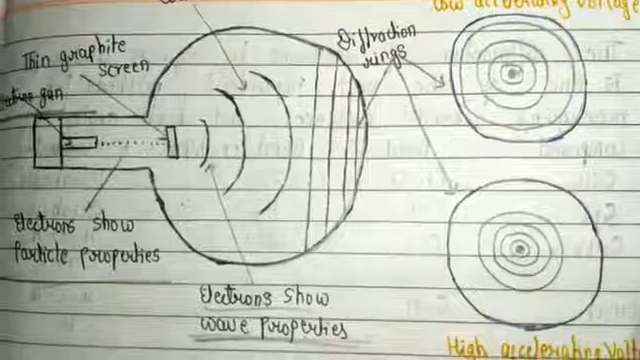 Low accelerating voltage
Diffraction
rings
Thin graphite
screen
gun
Electrons show
Particle properties
Electrons show
wave properties
High accelerating Volt